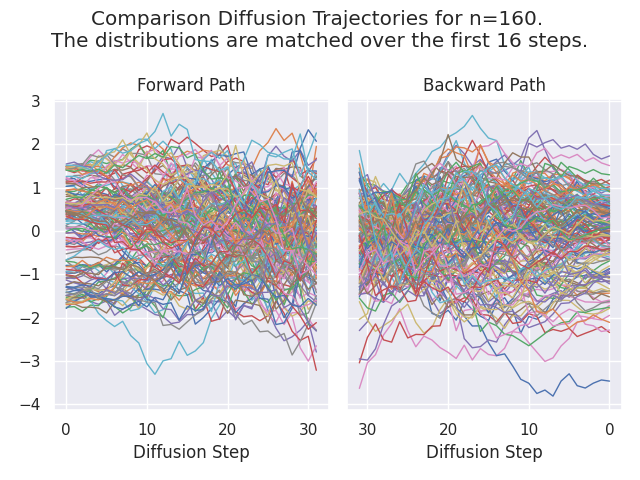 Comparison Diffusion Trajectories for n=160.
The distributions are matched over the first 16 steps.
Forward Path
Backward Path
3
2
1
0
−1
−2
−3
−4
0 10 20 30
30 20 10 0
Diffusion Step
Diffusion Step